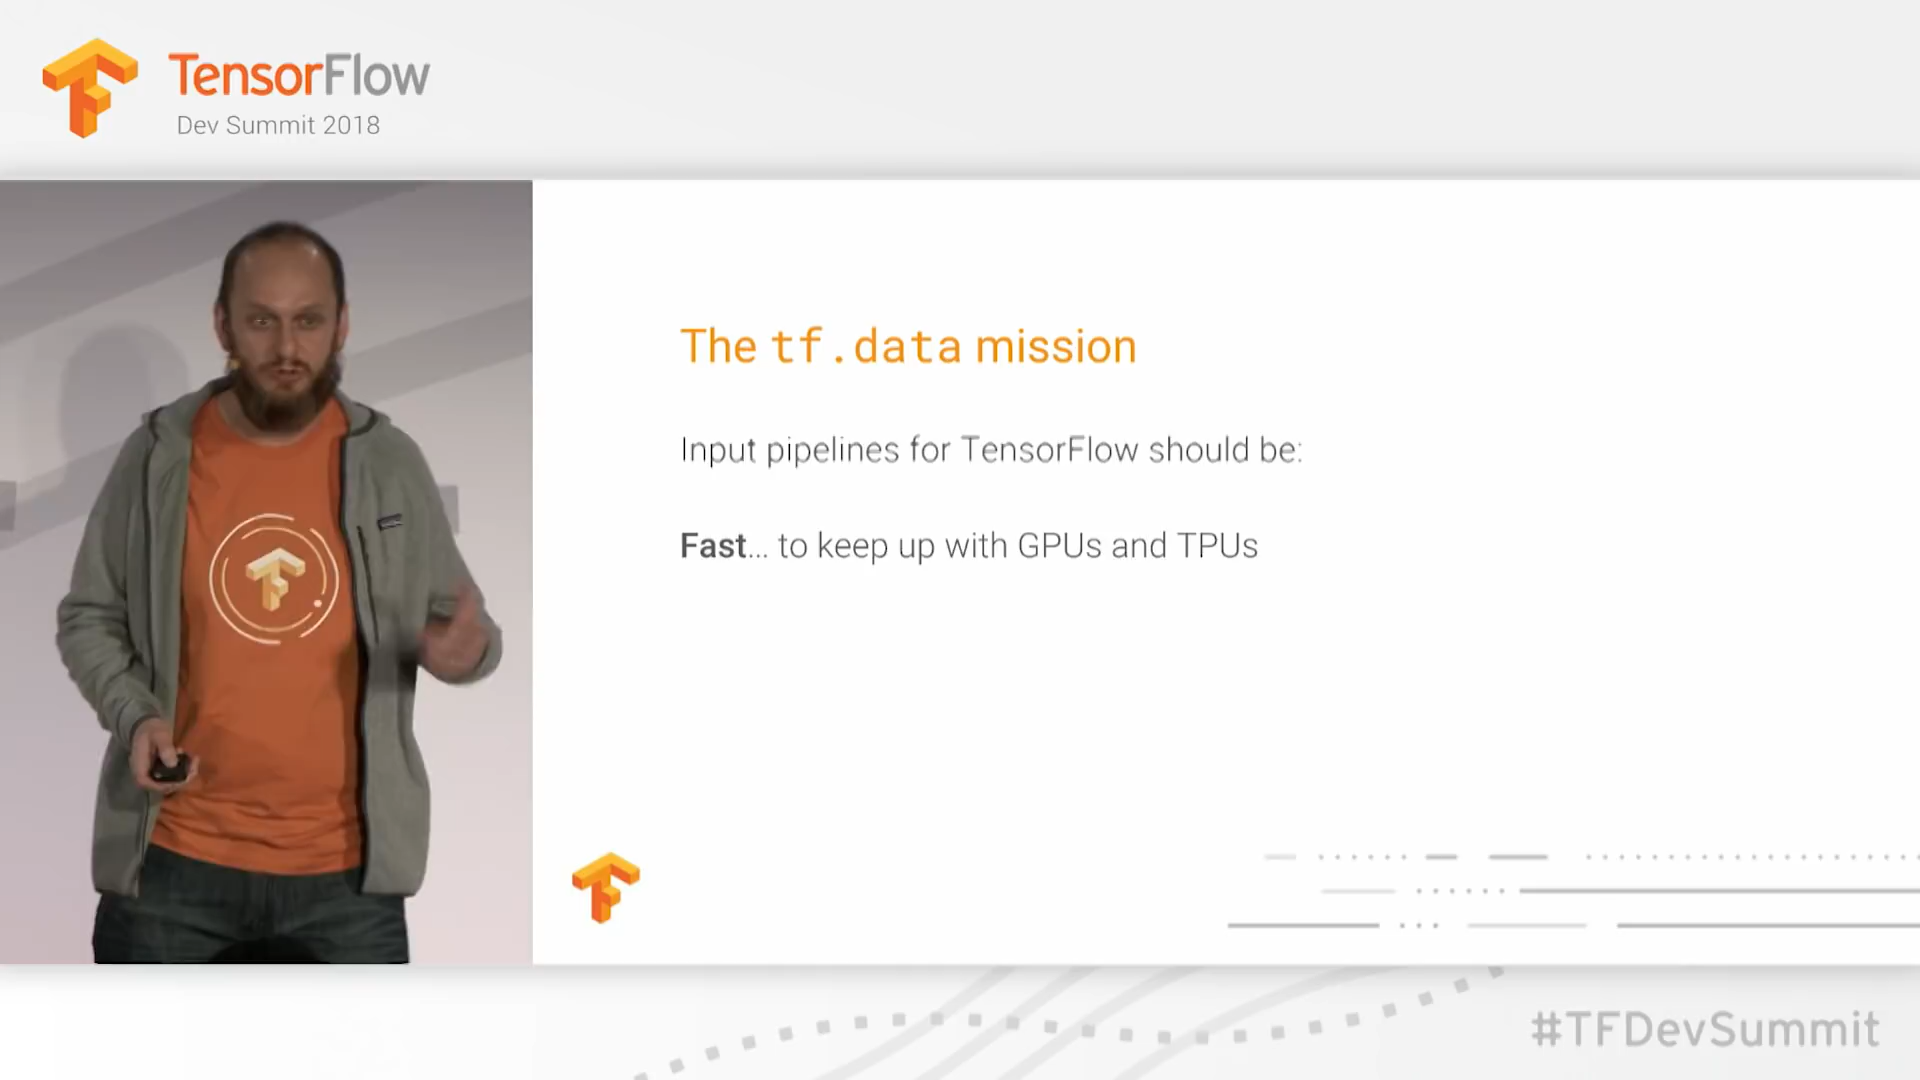 TensorFlow
Dev Summit 2018
The tf.data mission
Input pipelines for TensorFlow should be:
Fast... to keep up with GPUs and TPUs
#TFDevSummit